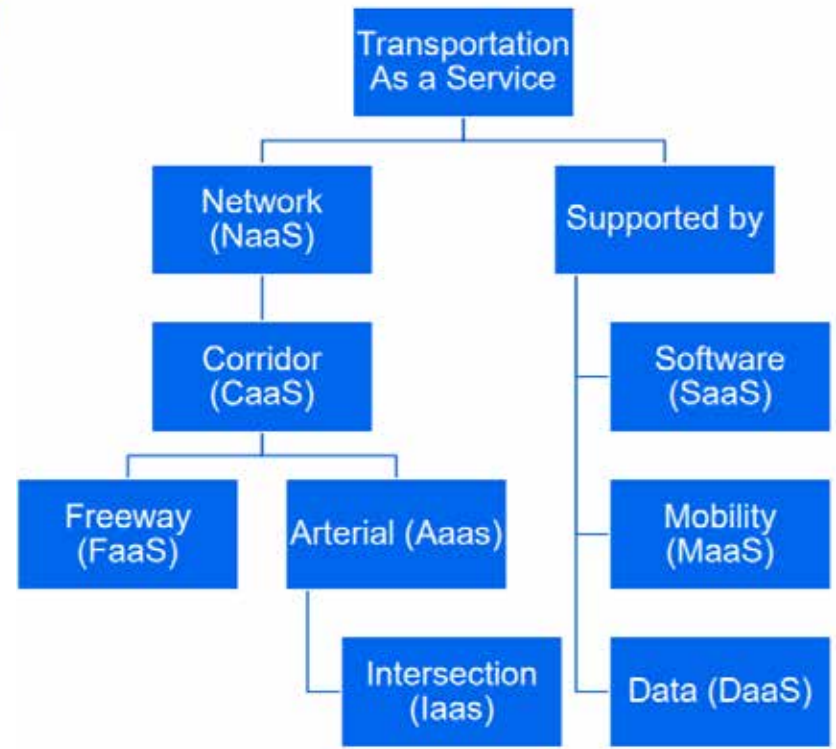 Transportation
As a Service
Network
(NaaS)
Supported by
Corridor
(CaaS)
Software
(SaaS)
Freeway
(FaaS)
Arterial (Aaas)
Mobility
(MaaS)
Intersection
(Iaas)
Data (DaaS)